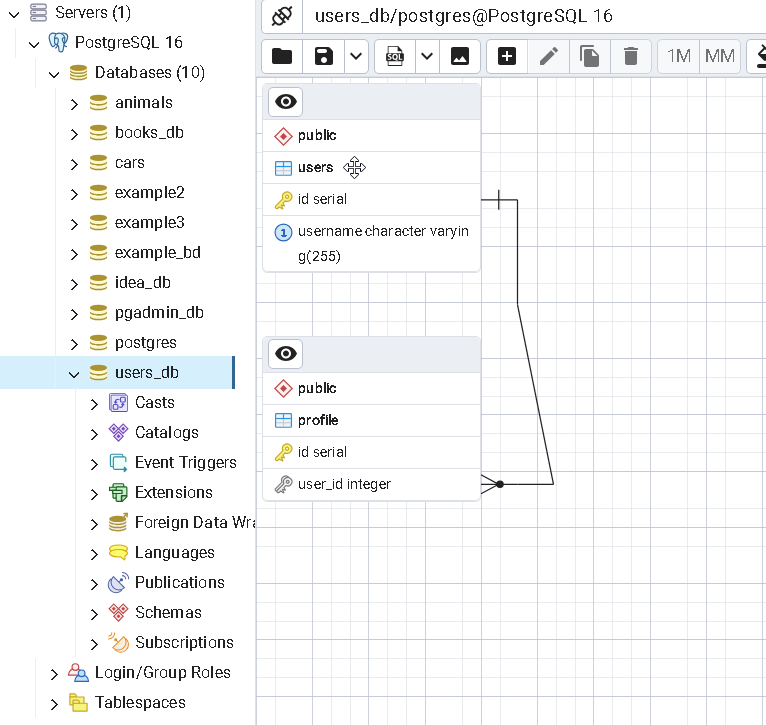 Servers (1)
PostgreSQL 16
Databases (10)
animals
books_db
cars
example2
example3
example_bd
idea_db
pgadmin_db
postgres
users_db
Casts
Catalogs
Event Triggers
Extensions
Foreign Data Wra
Languages
Publications
Schemas
Subscriptions
Login/Group Roles
Tablespaces
users_db/postgres@PostgreSQL 16
SQL
1M
MM
public
users
id serial
1
username character varyin
g(255)
public
profile
id serial
user_id integer